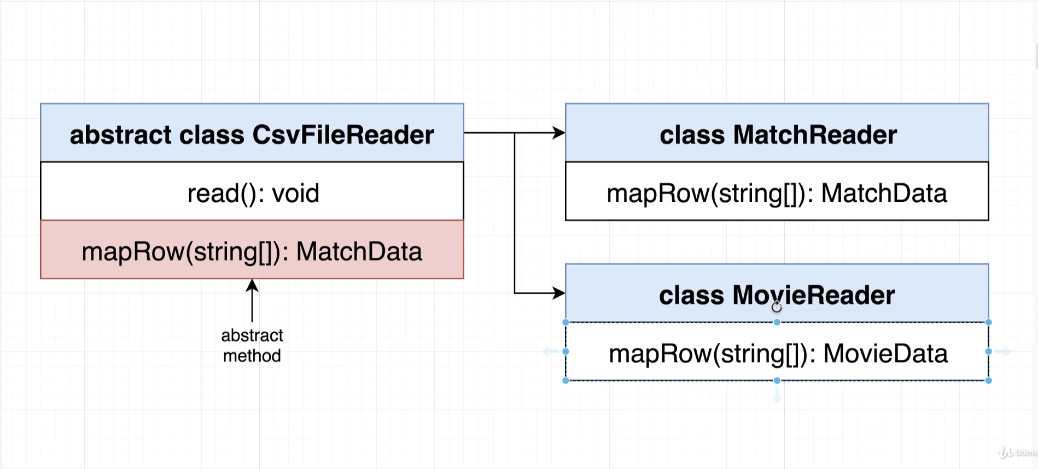 abstract class CsvFileReader
read(): void
mapRow(string[]): MatchData
abstract
method
class MatchReader
mapRow(string[]): MatchData
class MovieReader
mapRow(string[]): MovieData